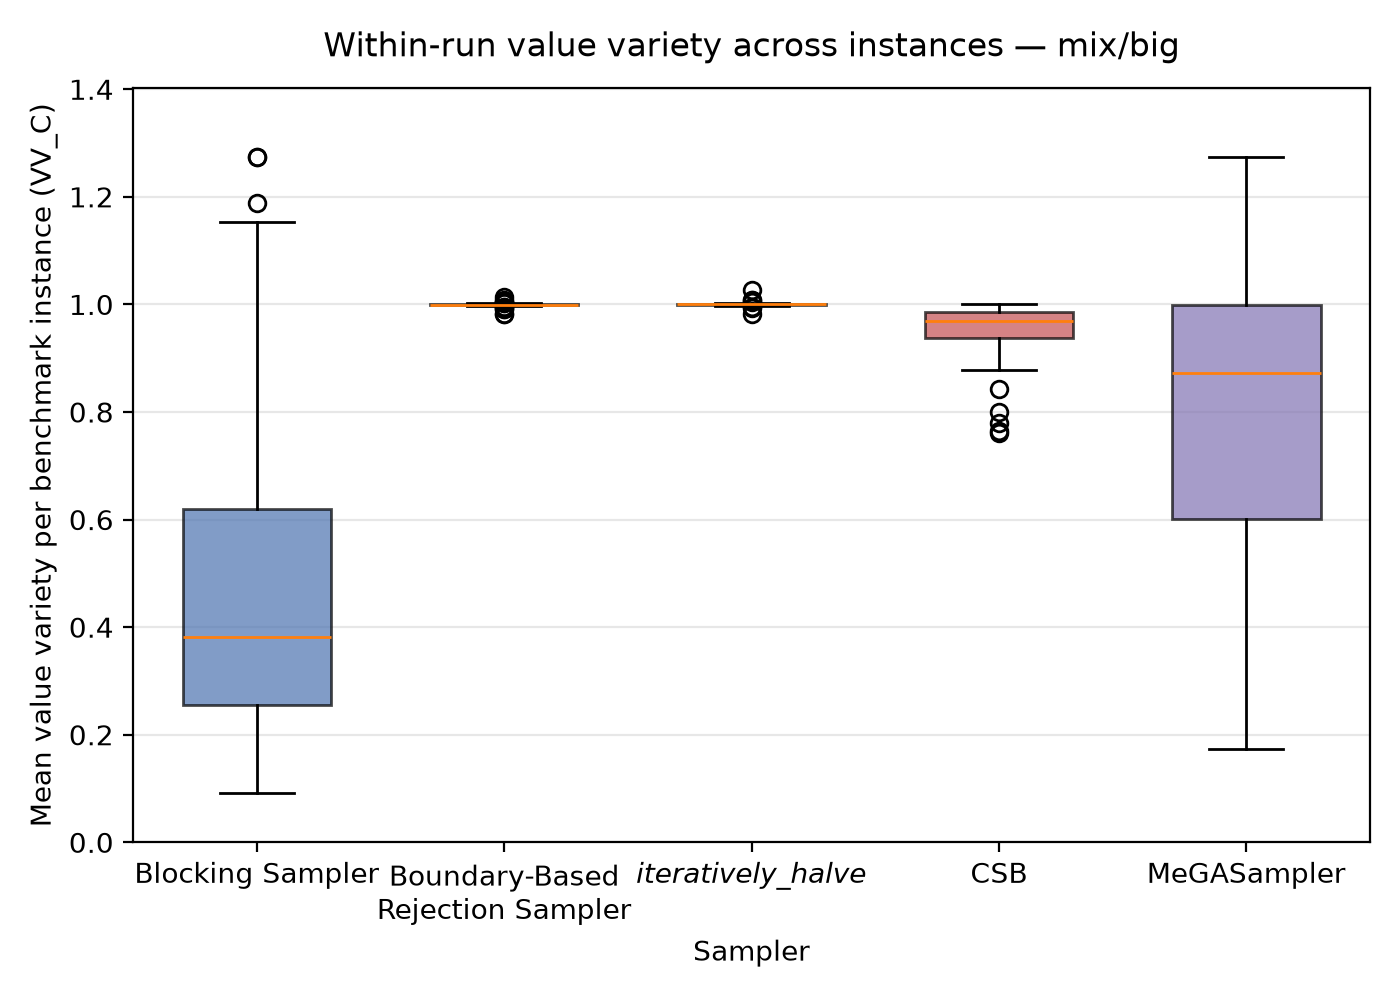 Within-run value variety across instances — mix/big
Mean value variety per benchmark instance (VV_C)
1.4
1.2
1.0
0.8
0.6
0.4
0.2
0.0
Blocking Sampler
Boundary-Based
Rejection Sampler
iteratively_halve
CSB
MeGASampler
Sampler